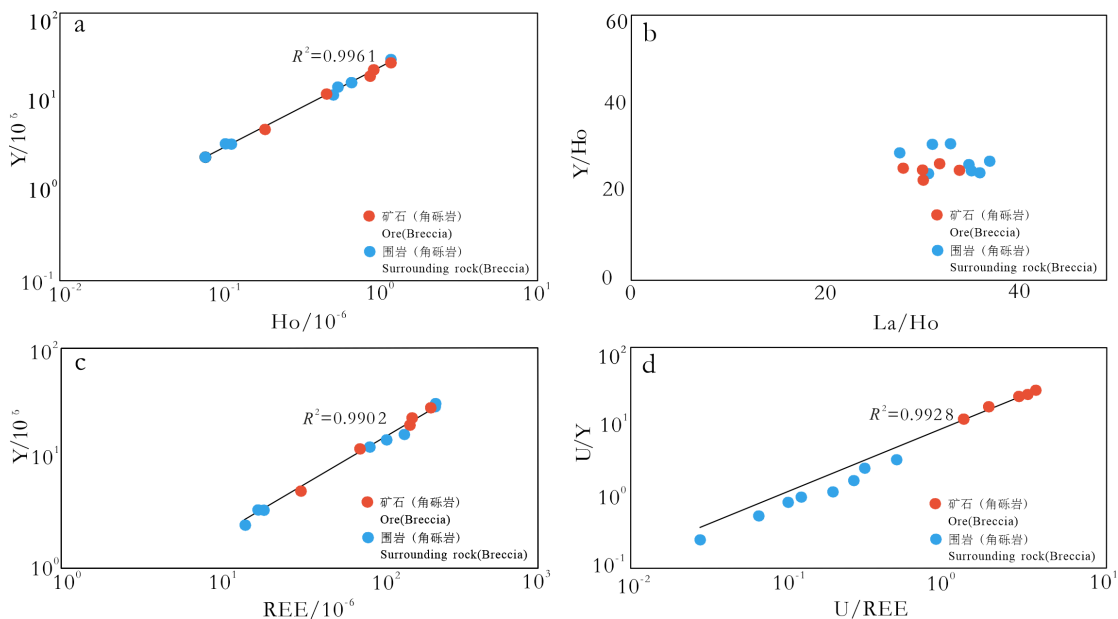 a
10²
10¹
10⁰
10⁻¹
Y/10⁻⁶
R²=0.9961
矿石（角砾岩）
Ore(Breccia)
围岩（角砾岩）
Surrounding rock(Breccia)
10⁻²
10⁻¹
10⁰
10¹
Ho/10⁻⁶
b
60
40
20
0
Y/Ho
矿石（角砾岩）
Ore(Breccia)
围岩（角砾岩）
Surrounding rock(Breccia)
0
20
40
La/Ho
c
10²
10¹
10⁰
Y/10⁻⁶
R²=0.9902
矿石（角砾岩）
Ore(Breccia)
围岩（角砾岩）
Surrounding rock(Breccia)
10⁰
10¹
10²
10³
REE/10⁻⁶
d
10²
10¹
10⁰
10⁻¹
U/Y
R²=0.9928
矿石（角砾岩）
Ore(Breccia)
围岩（角砾岩）
Surrounding rock(Breccia)
10⁻²
10⁻¹
10⁰
10¹
U/REE